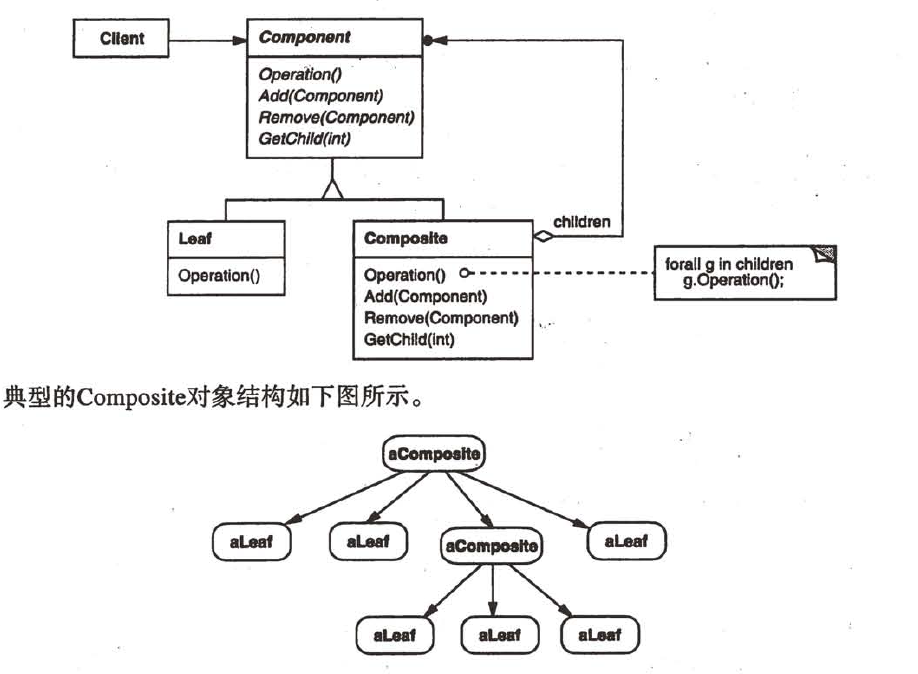 Client
Component
Operation()
Add(Component)
Remove(Component)
GetChild(int)
Leaf
Operation()
Composite
Operation()
Add(Component)
Remove(Component)
GetChild(int)
children
forall g in children
g.Operation();
典型的Composite对象结构如下图所示。
aComposite
aLeaf
aLeaf
aComposite
aLeaf
aLeaf
aLeaf
aLeaf